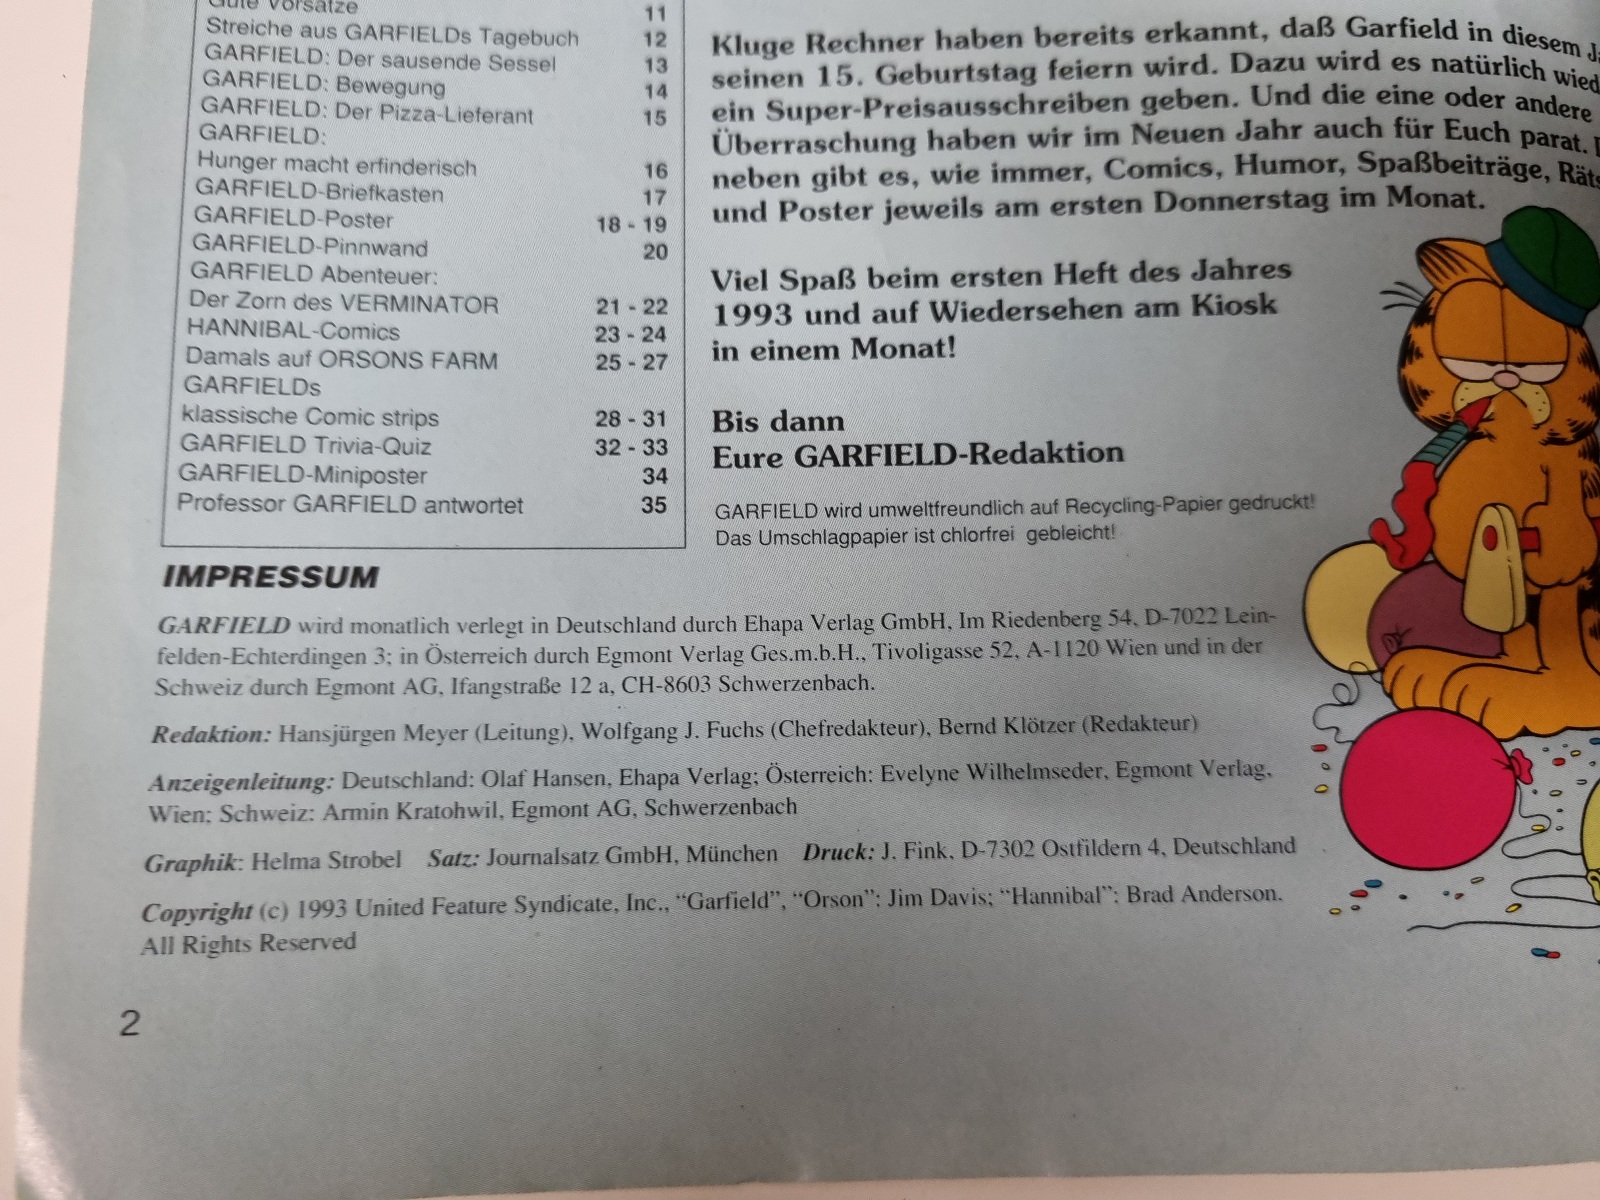 Gute Vorsätze 11
Streiche aus GARFIELDs Tagebuch 12
GARFIELD: Der sausende Sessel 13
GARFIELD: Bewegung 14
GARFIELD: Der Pizza-Lieferant 15
GARFIELD:
Hunger macht erfinderisch 16
GARFIELD-Briefkasten 17
GARFIELD-Poster 18 - 19
GARFIELD-Pinnwand 20
GARFIELD Abenteuer:
Der Zorn des VERMINATOR 21 - 22
HANNIBAL-Comics 23 - 24
Damals auf ORSONS FARM 25 - 27
GARFIELDs
klassische Comic strips 28 - 31
GARFIELD Trivia-Quiz 32 - 33
GARFIELD-Miniposter 34
Professor GARFIELD antwortet 35
Kluge Rechner haben bereits erkannt, daß Garfield in diesem
seinen 15. Geburtstag feiern wird. Dazu wird es natürlich wied
ein Super-Preisausschreiben geben. Und die eine oder andere
Überraschung haben wir im Neuen Jahr auch für Euch parat.
neben gibt es, wie immer, Comics, Humor, Spaßbeiträge, Räts
und Poster jeweils am ersten Donnerstag im Monat.
Viel Spaß beim ersten Heft des Jahres
1993 und auf Wiedersehen am Kiosk
in einem Monat!
Bis dann
Eure GARFIELD-Redaktion
GARFIELD wird umweltfreundlich auf Recycling-Papier gedruckt!
Das Umschlagpapier ist chlorfrei gebleicht!
IMPRESSUM
GARFIELD wird monatlich verlegt in Deutschland durch Ehapa Verlag GmbH, Im Riedenberg 54, D-7022 Lein-
felden-Echterdingen 3; in Österreich durch Egmont Verlag Ges.m.b.H., Tivoligasse 52, A-1120 Wien und in der
Schweiz durch Egmont AG, Ifangstraße 12 a, CH-8603 Schwerzenbach.
Redaktion: Hansjürgen Meyer (Leitung), Wolfgang J. Fuchs (Chefredakteur), Bernd Klötzer (Redakteur)
Anzeigenleitung: Deutschland: Olaf Hansen, Ehapa Verlag; Österreich: Evelyne Wilhelmseder, Egmont Verlag,
Wien; Schweiz: Armin Kratohwil, Egmont AG, Schwerzenbach
Graphik: Helma Strobel Satz: Journalsatz GmbH, München Druck: J. Fink, D-7302 Ostfildern 4, Deutschland
Copyright (c) 1993 United Feature Syndicate, Inc., “Garfield”, “Orson”: Jim Davis; “Hannibal”: Brad Anderson.
All Rights Reserved
2